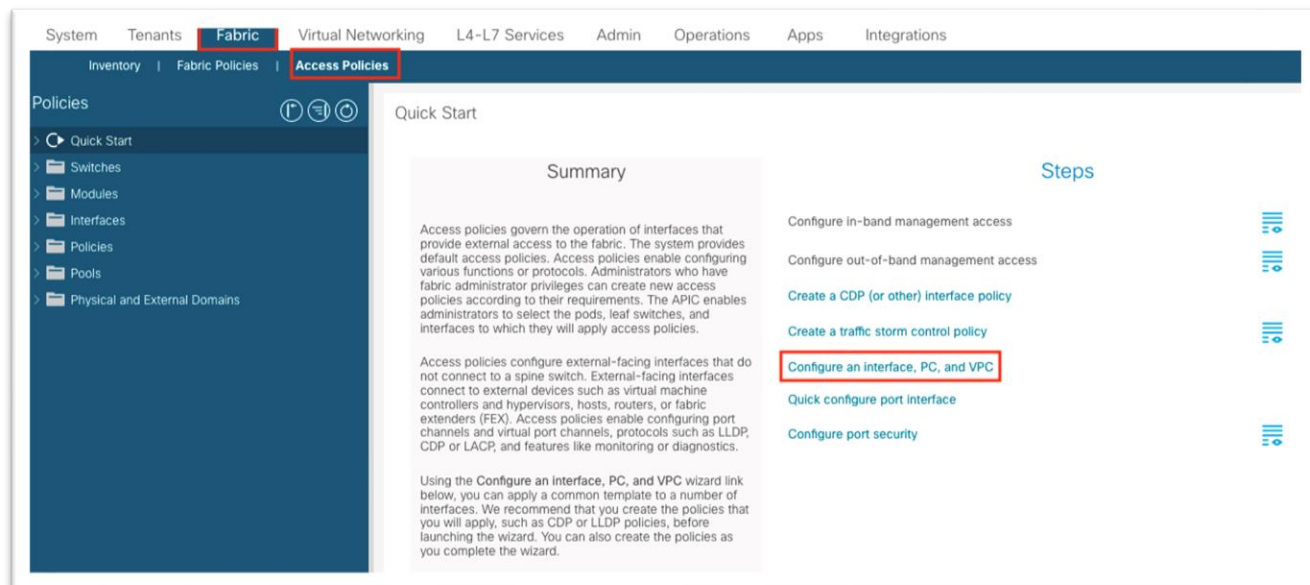 System Tenants Fabric Virtual Networking L4-L7 Services Admin Operations Apps Integrations
Inventory | Fabric Policies | Access Policies
Policies
Quick Start
Switches
Modules
Interfaces
Policies
Pools
Physical and External Domains
Quick Start
Summary
Access policies govern the operation of interfaces that
provide external access to the fabric. The system provides
default access policies. Access policies enable configuring
various functions or protocols. Administrators who have
fabric administrator privileges can create new access
policies according to their requirements. The APIC enables
administrators to select the pods, leaf switches, and
interfaces to which they will apply access policies.
Access policies configure external-facing interfaces that do
not connect to a spine switch. External-facing interfaces
connect to external devices such as virtual machine
controllers and hypervisors, hosts, routers, or fabric
extenders (FEX). Access policies enable configuring port
channels and virtual port channels, protocols such as LLDP,
CDP or LACP, and features like monitoring or diagnostics.
Using the Configure an interface, PC, and VPC wizard link
below, you can apply a common template to a number of
interfaces. We recommend that you create the policies that
you will apply, such as CDP or LLDP policies, before
launching the wizard. You can also create the policies as
you complete the wizard.
Steps
Configure in-band management access
Configure out-of-band management access
Create a CDP (or other) interface policy
Create a traffic storm control policy
Configure an interface, PC, and VPC
Quick configure port interface
Configure port security